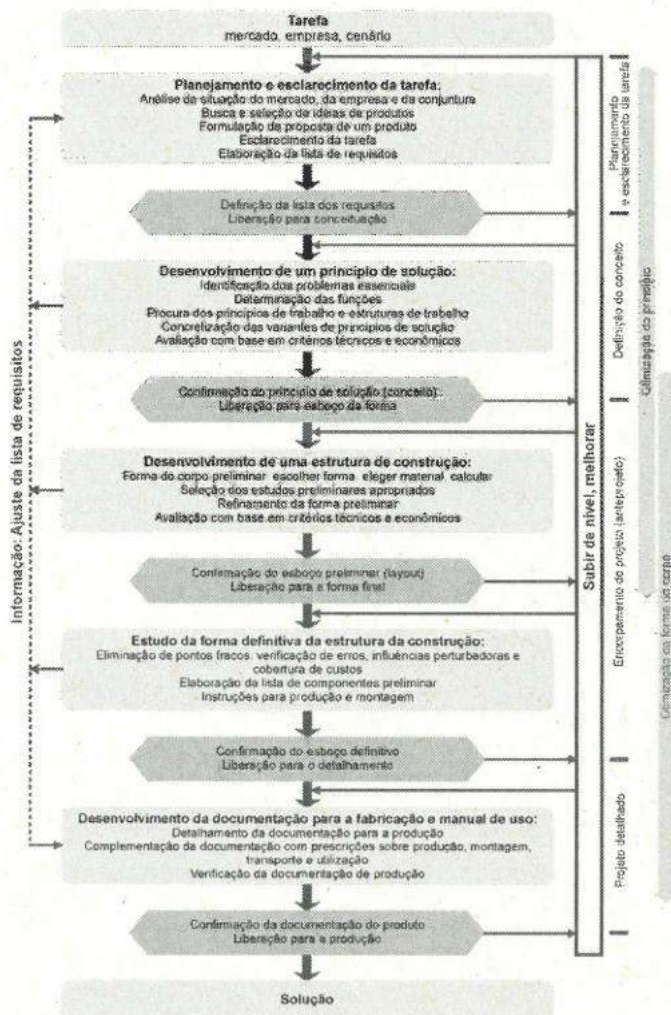 Tarefa
mercado, empresa, cenário
Planejamento e esclarecimento da tarefa:
Análise da situação do mercado, da empresa e da conjuntura
Busca e seleção de ideias de produtos
Formulação da proposta de um produto
Esclarecimento da tarefa
Elaboração da lista de requisitos
Definição da lista dos requisitos
Liberação para conceituação
Desenvolvimento de um princípio de solução:
Identificação dos problemas essenciais
Determinação das funções
Procura dos princípios de trabalho e estruturas de trabalho
Concretização das variantes de princípios de solução
Avaliação com base em critérios técnicos e econômicos
Confirmação do princípio de solução (conceito)
Liberação para esboço da forma
Desenvolvimento de uma estrutura de construção:
Forma do corpo preliminar escolher forma eleger material calcular
Seleção dos estudos preliminares apropriados
Refinamento da forma preliminar
Avaliação com base em critérios técnicos e econômicos
Confirmação do esboço preliminar (layout)
Liberação para a forma final
Estudo da forma definitiva da estrutura da construção:
Eliminação de pontos fracos, verificação de erros, influências perturbadoras e
cobertura de custos
Elaboração da lista de componentes preliminar
Instruções para produção e montagem
Confirmação do esboço definitivo
Liberação para o detalhamento
Desenvolvimento da documentação para a fabricação e manual de uso:
Detalhamento da documentação para a produção
Complementação da documentação com prescrições sobre produção, montagem,
transporte e utilização
Verificação da documentação de produção
Confirmação da documentação do produto
Liberação para a produção
Solução
Informação: Ajuste da lista de requisitos
Subir de nível, melhorar
Planejamento
e esclarecimento da tarefa
Definição do conceito
Encorpamento do projeto (anteprojeto)
Projeto detalhado
Otimização do princípio
Otimização da forma do corpo